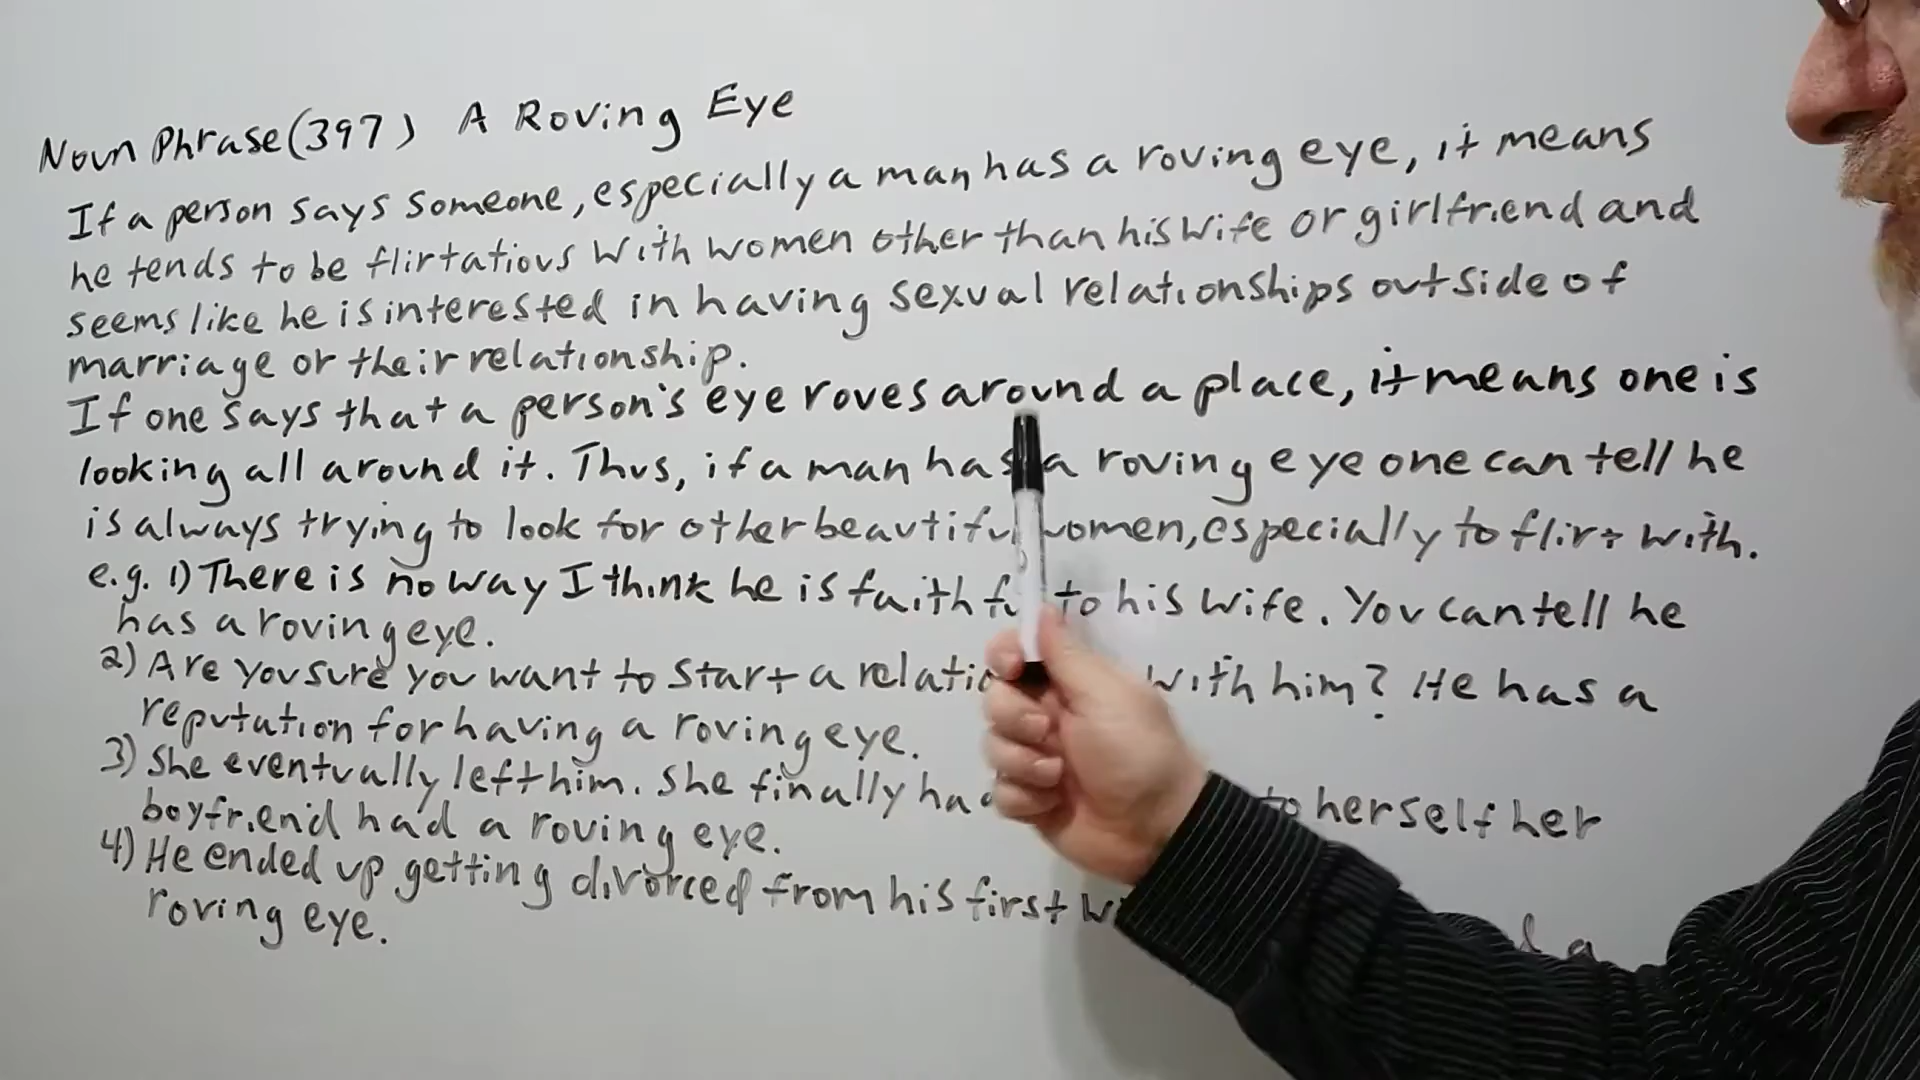 Noun Phrase (397) A Roving Eye
If a person says someone, especially a man has a roving eye, it means
he tends to be flirtatious with women other than his wife or girlfriend and
seems like he is interested in having sexual relationships outside of
marriage or their relationship.
If one says that a person's eye roves around a place, it means one is
looking all around it. Thus, if a man has a roving eye one can tell he
is always trying to look for other beautiful women, especially to flirt with.
e.g. 1) There is no way I think he is faithful to his wife. You can tell he
has a roving eye.
2) Are you sure you want to start a with him? He has a
reputation for having a roving eye.
3) She eventually left him. She finally to herself her
boyfriend had a roving eye.
4) He ended up getting divorced from his first a
roving eye.